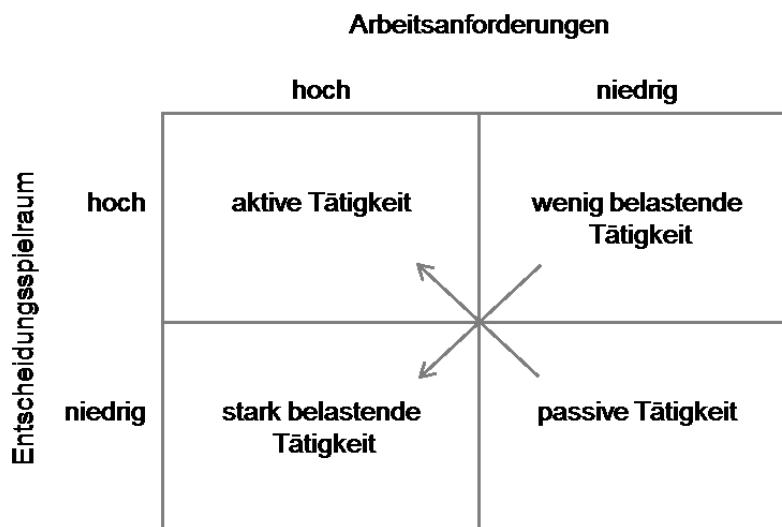 Arbeitsanforderungen
hoch
niedrig
Entscheidungsspielraum
hoch
aktive Tätigkeit
wenig belastende
Tätigkeit
niedrig
stark belastende
Tätigkeit
passive Tätigkeit